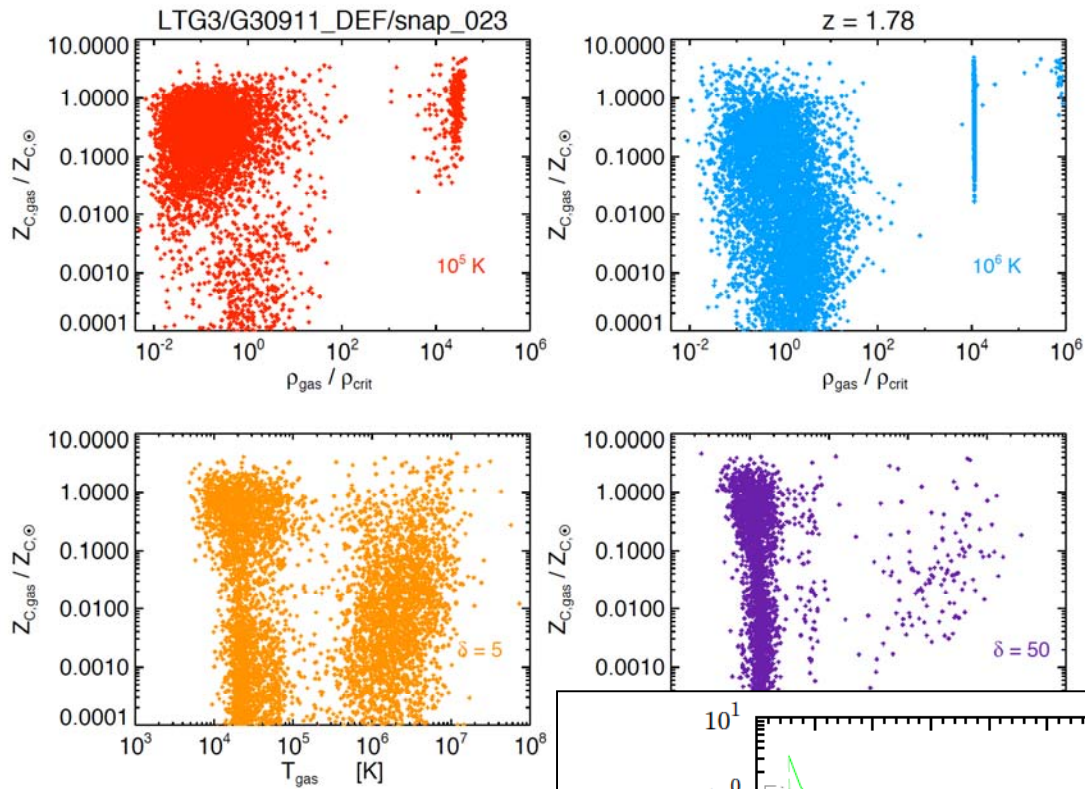 LTG3/G30911_DEF/snap_023
z = 1.78
10.0000
1.0000
0.1000
0.0100
0.0010
0.0001
Z_C,gas / Z_C,⊙
10^5 K
10^-2 10^0 10^2 10^4 10^6
ρ_gas / ρ_crit
10.0000
1.0000
0.1000
0.0100
0.0010
0.0001
Z_C,gas / Z_C,⊙
10^6 K
10^-2 10^0 10^2 10^4 10^6
ρ_gas / ρ_crit
10.0000
1.0000
0.1000
0.0100
0.0010
0.0001
Z_C,gas / Z_C,⊙
δ = 5
10^3 10^4 10^5 10^6 10^7 10^8
T_gas [K]
10.0000
1.0000
0.1000
0.0100
0.0010
Z_C,gas / Z_C,⊙
δ = 50
10^1